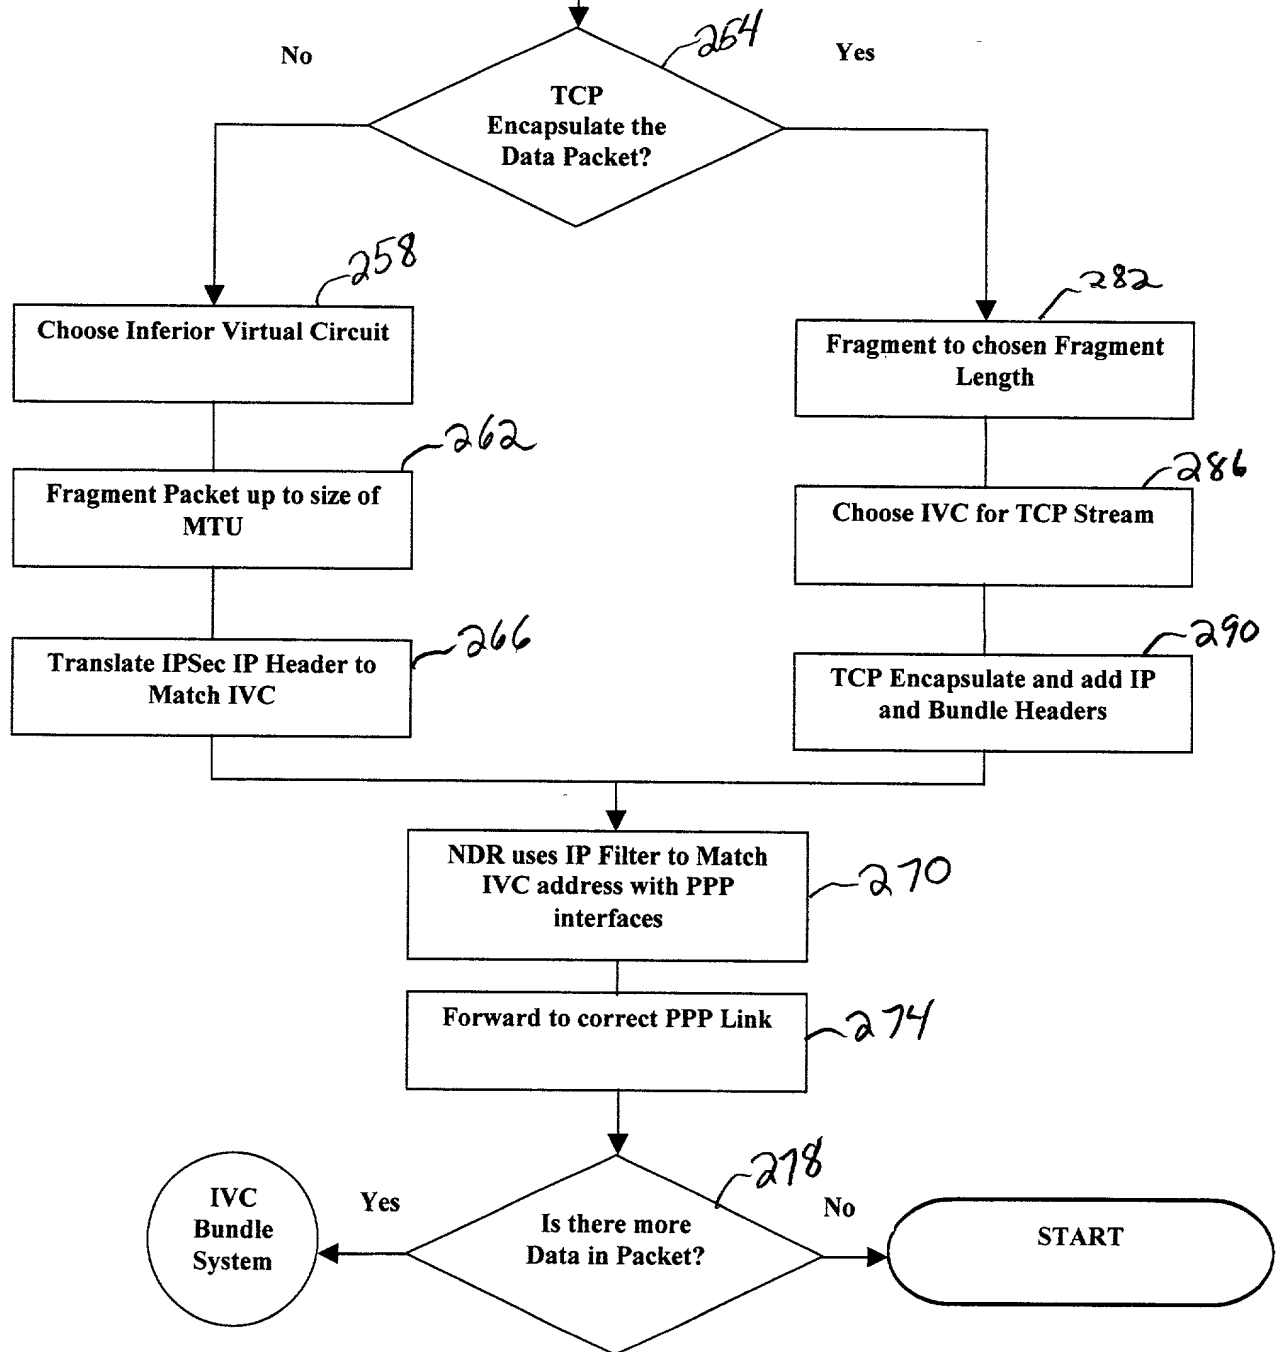 No
254
Yes
TCP
Encapsulate the
Data Packet?
258
Choose Inferior Virtual Circuit
282
Fragment to chosen Fragment
Length
262
Fragment Packet up to size of
MTU
286
Choose IVC for TCP Stream
266
Translate IPSec IP Header to
Match IVC
290
TCP Encapsulate and add IP
and Bundle Headers
NDR uses IP Filter to Match
IVC address with PPP
interfaces
270
Forward to correct PPP Link
274
278
IVC
Bundle
System
Yes
Is there more
Data in Packet?
No
START